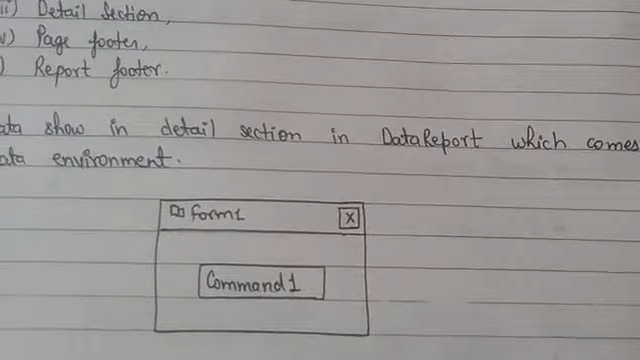 ii) Detail section,
v) Page footer,
) Report footer.
ata show in detail section in DataReport which comes
ata environment.
Form1 X
Command1